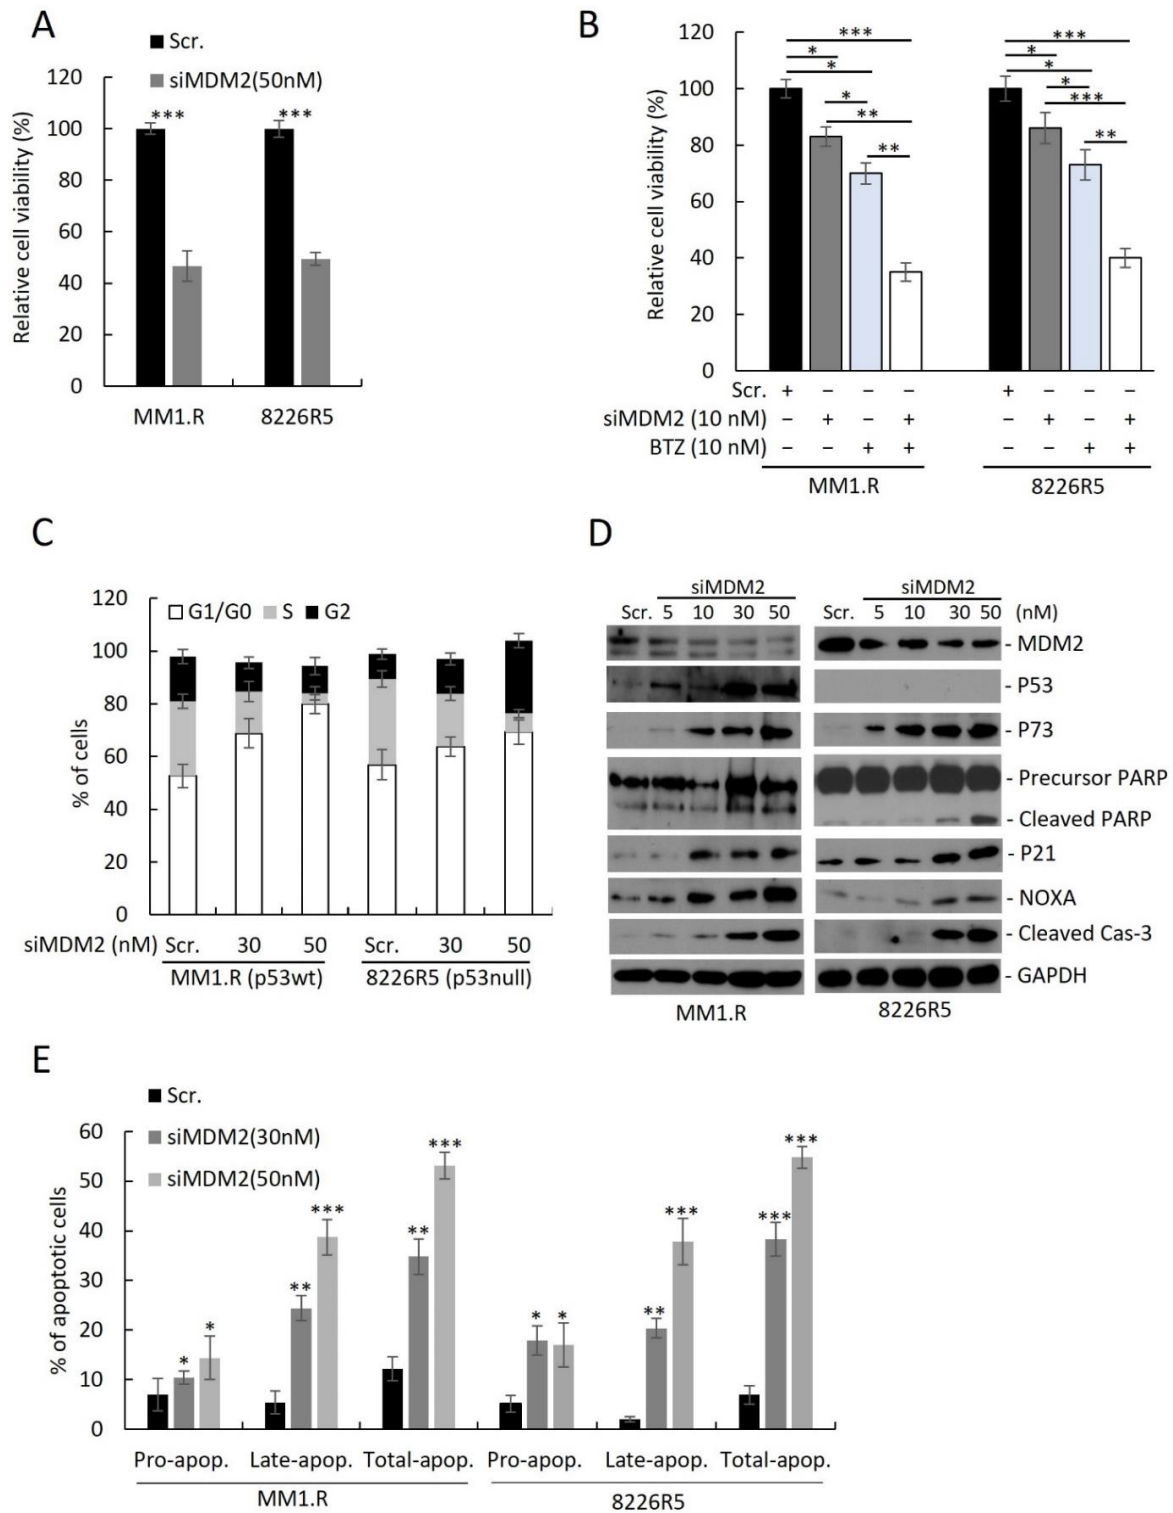 A
Scr.
siMDM2(50nM)
***
***
120
100
80
60
40
20
0
Relative cell viability (%)
MM1.R
8226R5
B
***
*
*
*
**
**
***
*
*
*
***
**
120
100
80
60
40
20
0
Relative cell viability (%)
Scr. + – – – + – – –
siMDM2 (10 nM) – + – + – + – +
BTZ (10 nM) – – + + – – + +
MM1.R
8226R5
C
G1/G0 S G2
120
100
80
60
40
20
0
% of cells
siMDM2 (nM) Scr. 30 50 Scr. 30 50
MM1.R (p53wt) 8226R5 (p53null)
D
siMDM2 siMDM2
Scr. 5 10 30 50 Scr. 5 10 30 50 (nM)
- MDM2
- P53
- P73
- Precursor PARP
- Cleaved PARP
- P21
- NOXA
- Cleaved Cas-3
- GAPDH
MM1.R 8226R5
E
Scr.
siMDM2(30nM)
siMDM2(50nM)
60
50
40
30
20
10
0
% of apoptotic cells
*
*
**
***
**
***
*
*
**
***
***
***
Pro-apop. Late-apop. Total-apop. Pro-apop. Late-apop. Total-apop.
MM1.R 8226R5